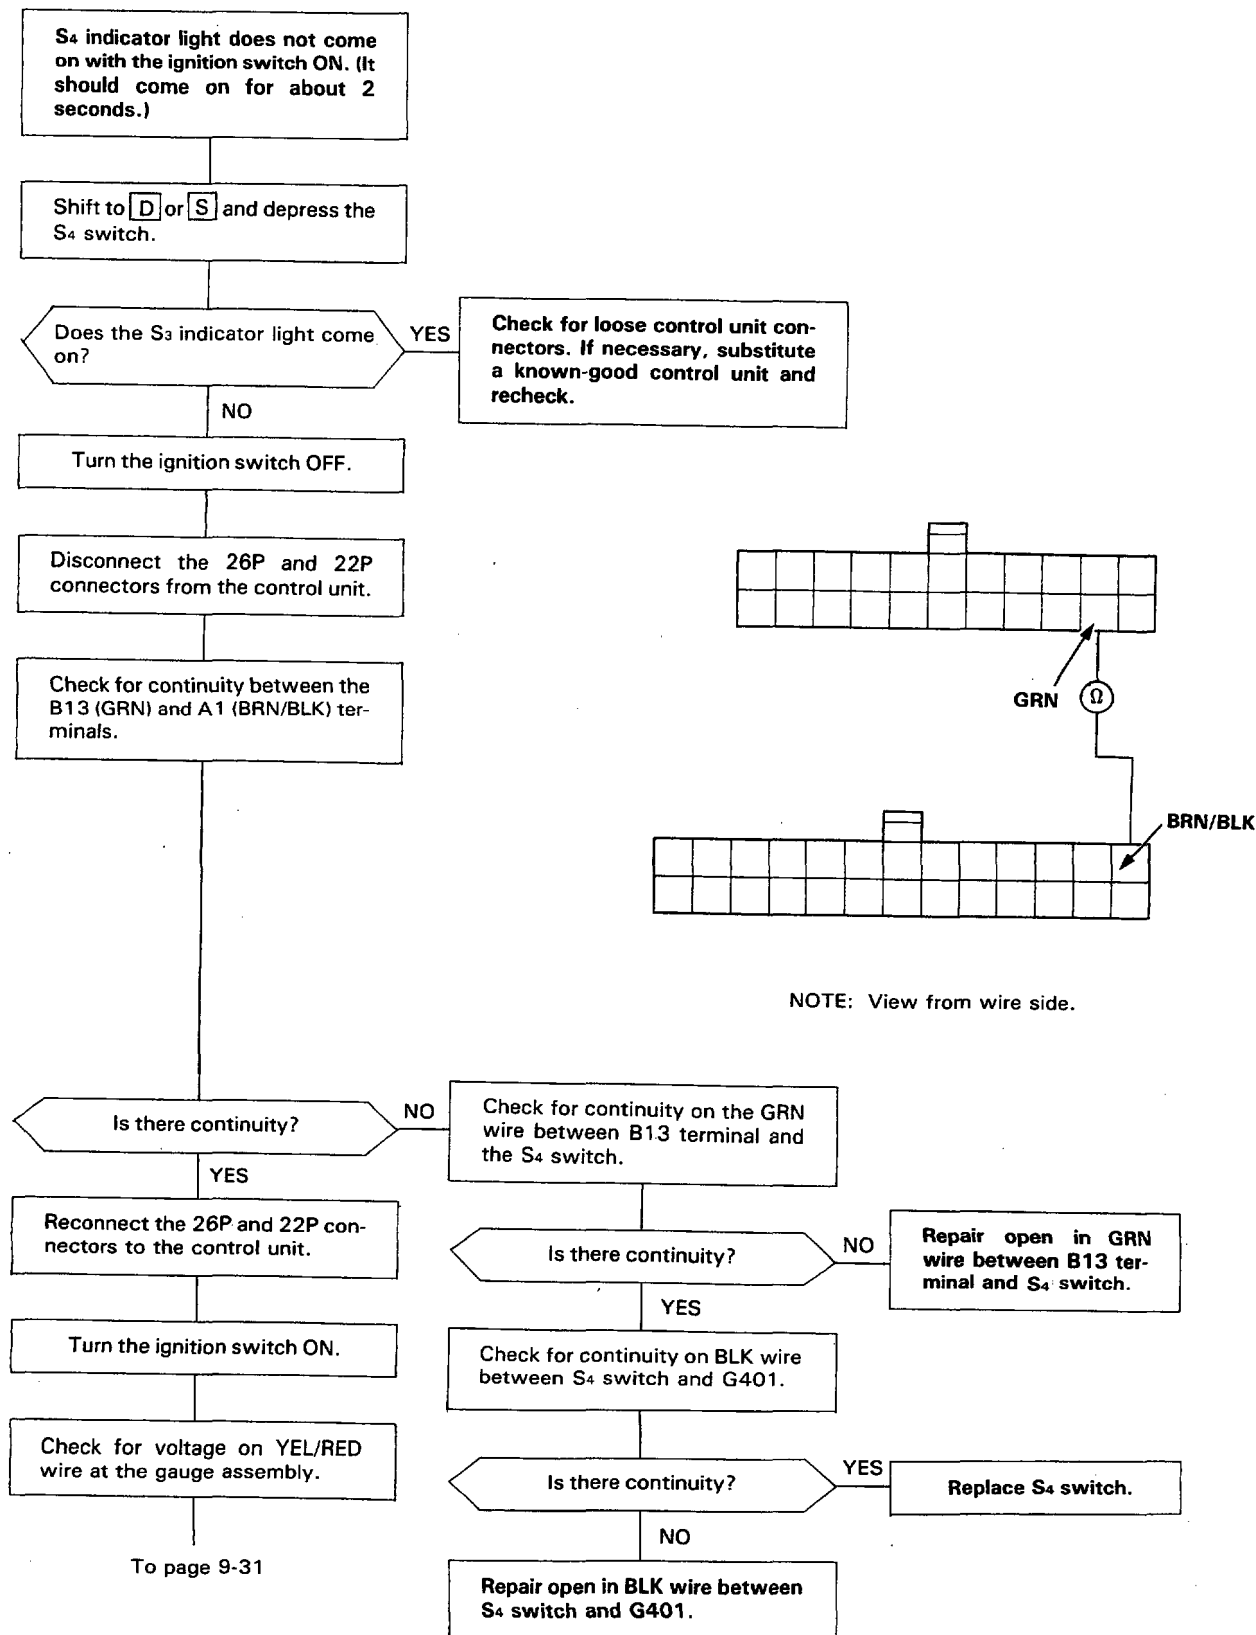 S4 indicator light does not come
on with the ignition switch ON. (It
should come on for about 2
seconds.)
Shift to D or S and depress the
S4 switch.
Does the S3 indicator light come
on?
YES
Check for loose control unit con-
nectors. If necessary, substitute
a known-good control unit and
recheck.
NO
Turn the ignition switch OFF.
Disconnect the 26P and 22P
connectors from the control unit.
Check for continuity between the
B13 (GRN) and A1 (BRN/BLK) ter-
minals.
GRN
Ω
BRN/BLK
NOTE: View from wire side.
Is there continuity?
NO
Check for continuity on the GRN
wire between B13 terminal and
the S4 switch.
YES
Reconnect the 26P and 22P con-
nectors to the control unit.
Is there continuity?
NO
Repair open in GRN
wire between B13 ter-
minal and S4 switch.
YES
Turn the ignition switch ON.
Check for continuity on BLK wire
between S4 switch and G401.
Check for voltage on YEL/RED
wire at the gauge assembly.
Is there continuity?
YES
Replace S4 switch.
NO
To page 9-31
Repair open in BLK wire between
S4 switch and G401.